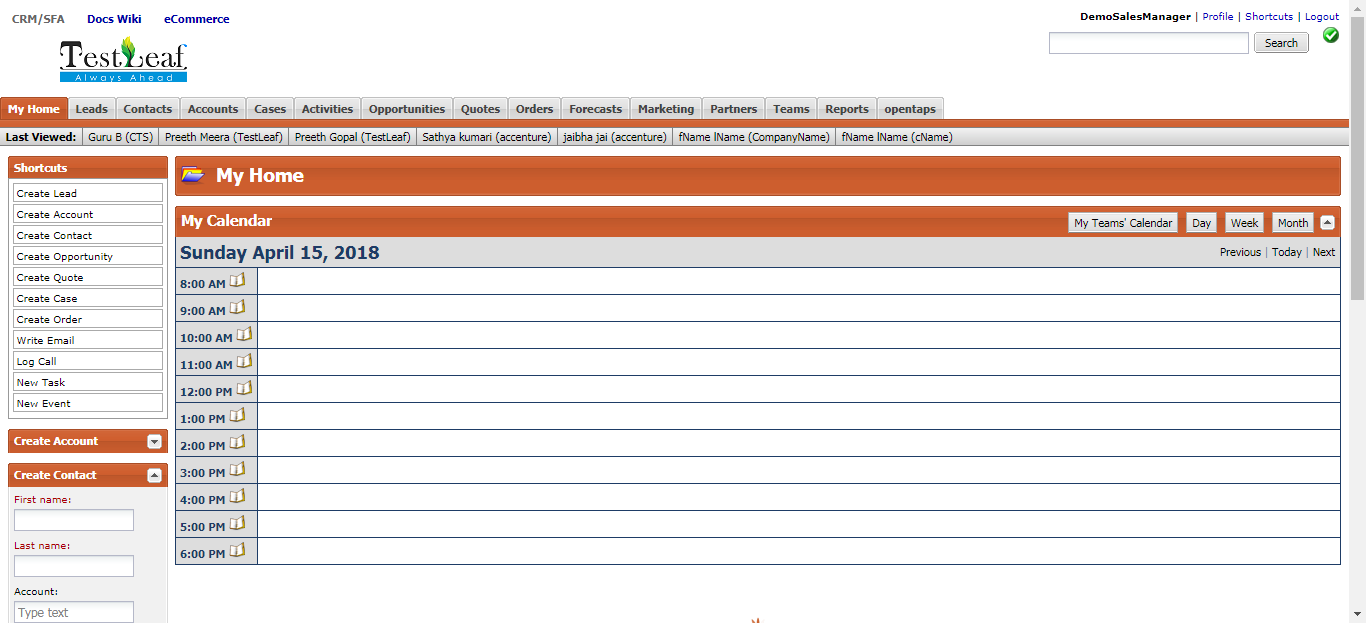 CRM/SFA Docs Wiki eCommerce
DemoSalesManager | Profile | Shortcuts | Logout
Search
TestLeaf
Always Ahead
My Home Leads Contacts Accounts Cases Activities Opportunities Quotes Orders Forecasts Marketing Partners Teams Reports opentaps
Last Viewed: Guru B (CTS) Preeth Meera (TestLeaf) Preeth Gopal (TestLeaf) Sathya kumari (accenture) jaibha jai (accenture) fName lName (CompanyName) fName lName (cName)
Shortcuts
Create Lead
Create Account
Create Contact
Create Opportunity
Create Quote
Create Case
Create Order
Write Email
Log Call
New Task
New Event
Create Account
Create Contact
First name:
Last name:
Account:
Type text
My Home
My Calendar My Teams' Calendar Day Week Month
Sunday April 15, 2018 Previous | Today | Next
8:00 AM
9:00 AM
10:00 AM
11:00 AM
12:00 PM
1:00 PM
2:00 PM
3:00 PM
4:00 PM
5:00 PM
6:00 PM